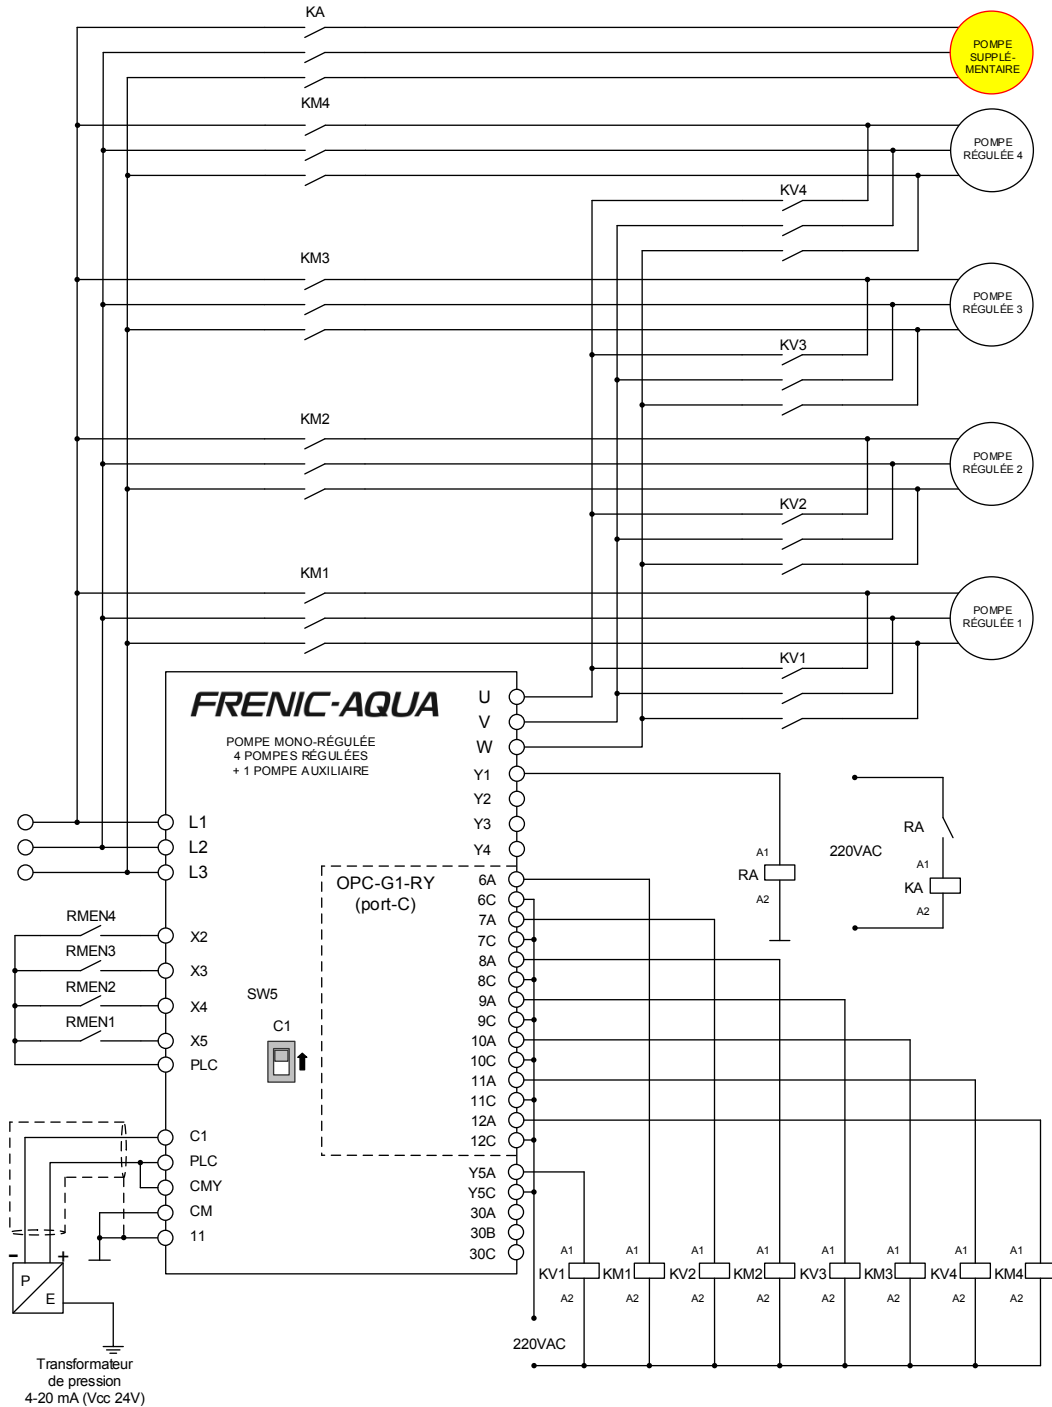 KA
POMPE
SUPPLÉ-
MENTAIRE
KM4
POMPE
RÉGULÉE 4
KV4
KM3
POMPE
RÉGULÉE 3
KV3
KM2
POMPE
RÉGULÉE 2
KV2
KM1
POMPE
RÉGULÉE 1
KV1
FRENIC-AQUA
POMPE MONO-RÉGULÉE
4 POMPES RÉGULÉES
+ 1 POMPE AUXILIAIRE
U
V
W
Y1
Y2
Y3
Y4
L1
L2
L3
OPC-G1-RY
(port-C)
6A
6C
7A
7C
8A
8C
9A
9C
10A
10C
11A
11C
12A
12C
Y5A
Y5C
30A
30B
30C
A1
RA
A2
220VAC
RA
A1
KA
A2
RMEN4
X2
RMEN3
X3
RMEN2
X4
RMEN1
X5
PLC
SW5
C1
C1
PLC
CMY
CM
11
- +
P
E
Transformateur
de pression
4-20 mA (Vcc 24V)
A1 A1 A1 A1 A1 A1 A1 A1
KV1 KM1 KV2 KM2 KV3 KM3 KV4 KM4
A2 A2 A2 A2 A2 A2 A2 A2
220VAC